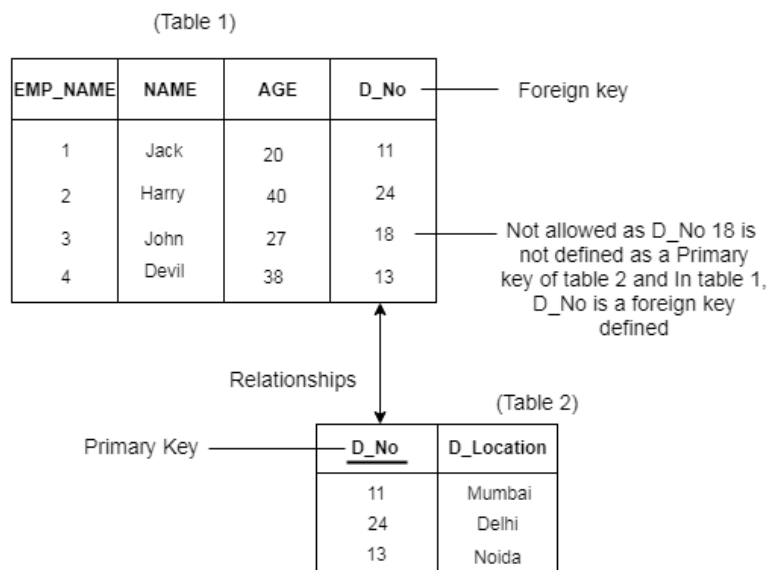 (Table 1)
EMP_NAME NAME AGE D_No Foreign key
1 Jack 20 11
2 Harry 40 24
3 John 27 18
4 Devil 38 13
Not allowed as D_No 18 is
not defined as a Primary
key of table 2 and In table 1,
D_No is a foreign key
defined
Relationships
(Table 2)
Primary Key D_No D_Location
11 Mumbai
24 Delhi
13 Noida